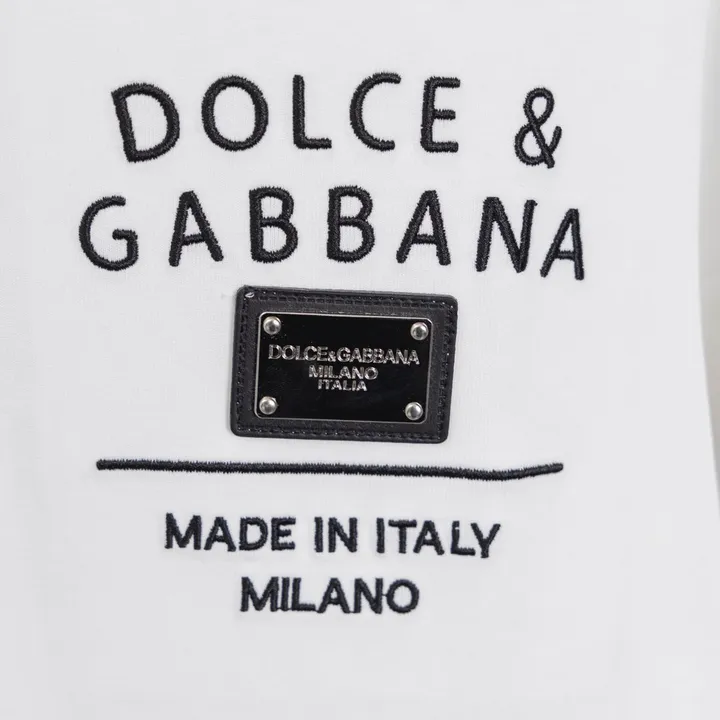 DOLCE &
GABBANA
DOLCE&GABBANA
MILANO
ITALIA
MADE IN ITALY
MILANO